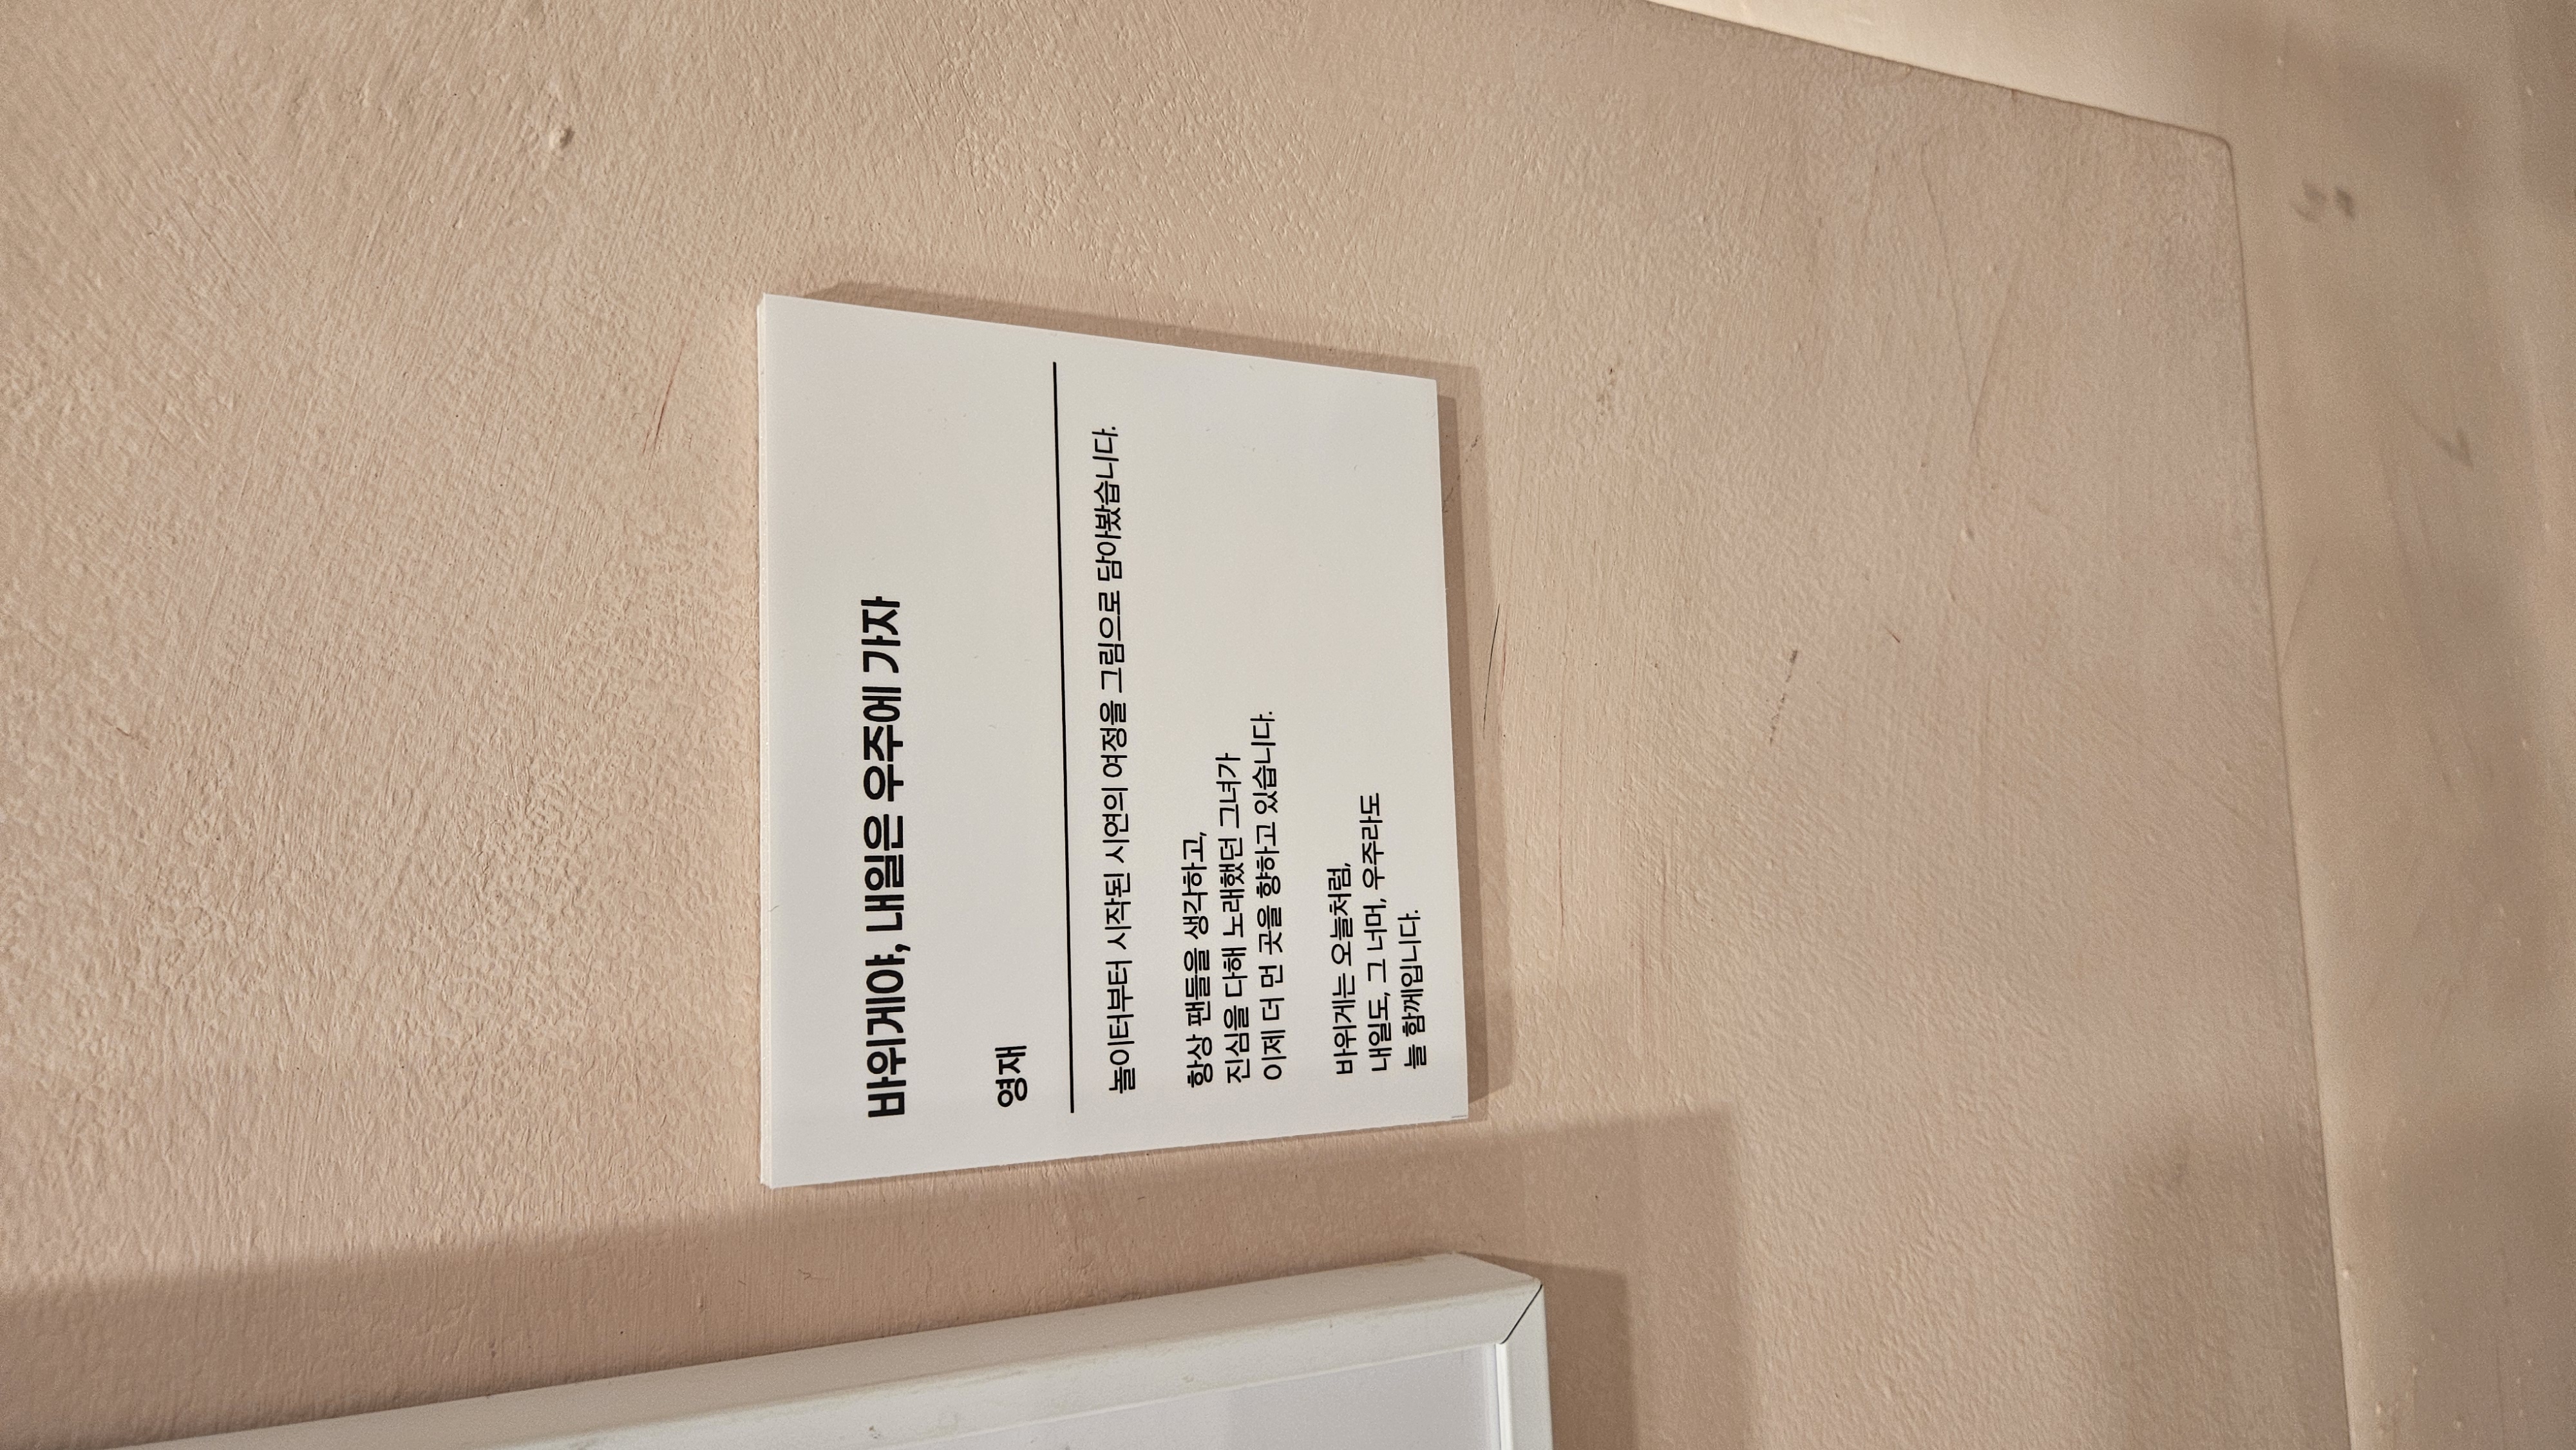 바위게야, 내일은 우주에 가자
영재
놀이터부터 시작된 시연의 여정을 그림으로 담아봤습니다.
항상 팬들을 생각하고,
진심을 다해 노래했던 그녀가
이제 더 먼 곳을 향하고 있습니다.
바위게는 오늘처럼,
내일도, 그 너머, 우주라도
늘 함께입니다.